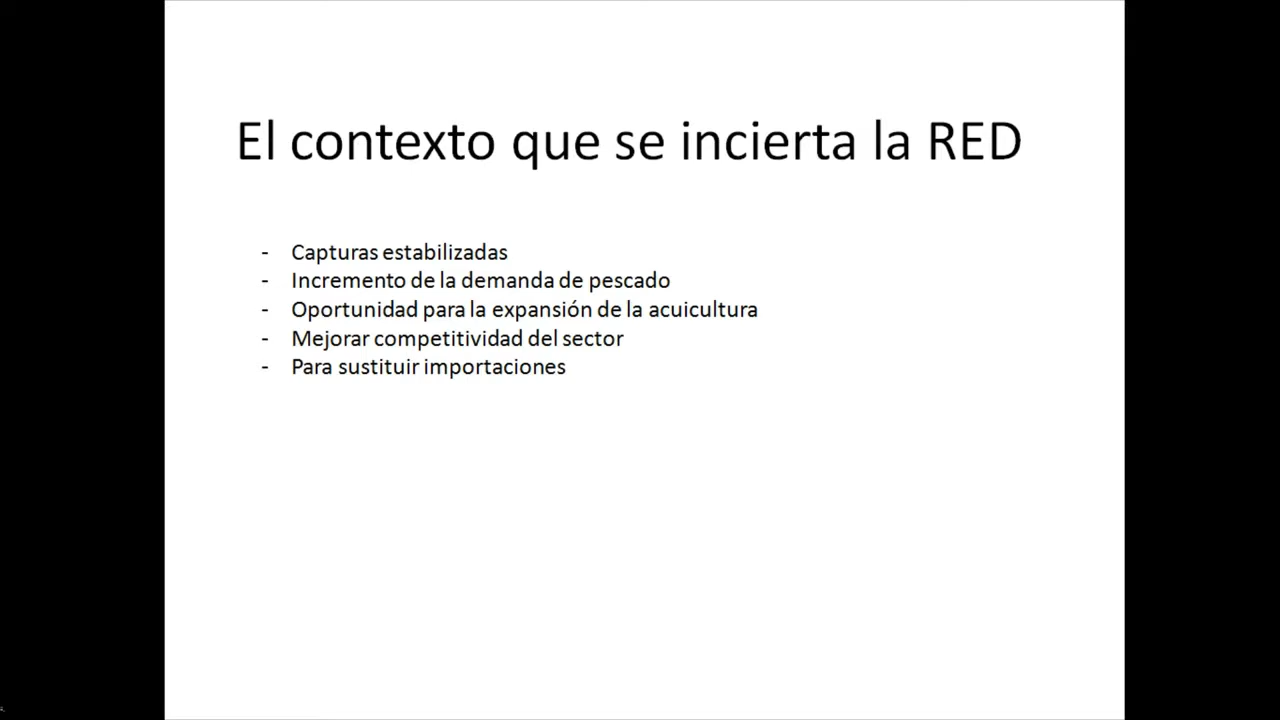 El contexto que se incierta la RED
- Capturas estabilizadas
- Incremento de la demanda de pescado
- Oportunidad para la expansión de la acuicultura
- Mejorar competitividad del sector
- Para sustituir importaciones